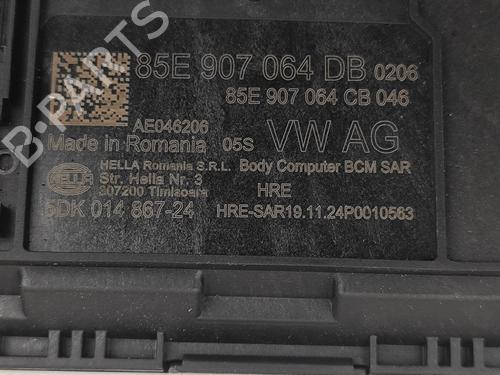 85E 907 064 DB 0206
85E 907 064 CB 046
AE046206
Made in Romania 05S VW AG
HELLA Romania S.R.L. Body Computer BCM SAR
Str. Hella Nr. 3 HRE
307200 Timisoara
5DK 014 867-24 HRE-SAR19.11.24P0010563
HELLA
B-PARTS